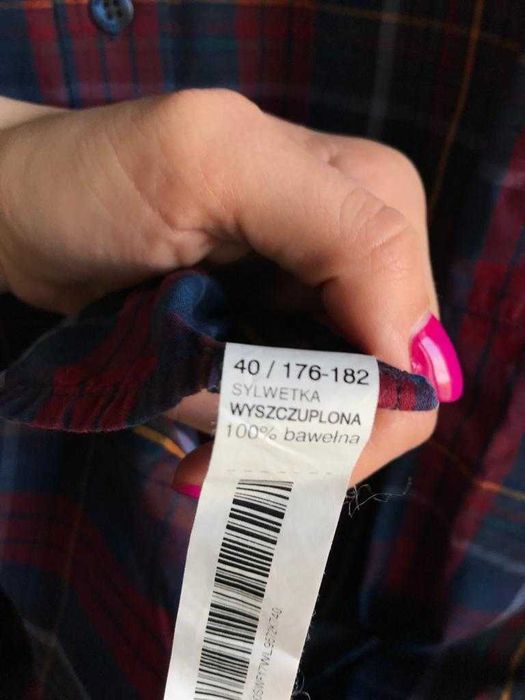 40 / 176-182
SYLWETKA
WYSZCZUPLONA
100% bawełna